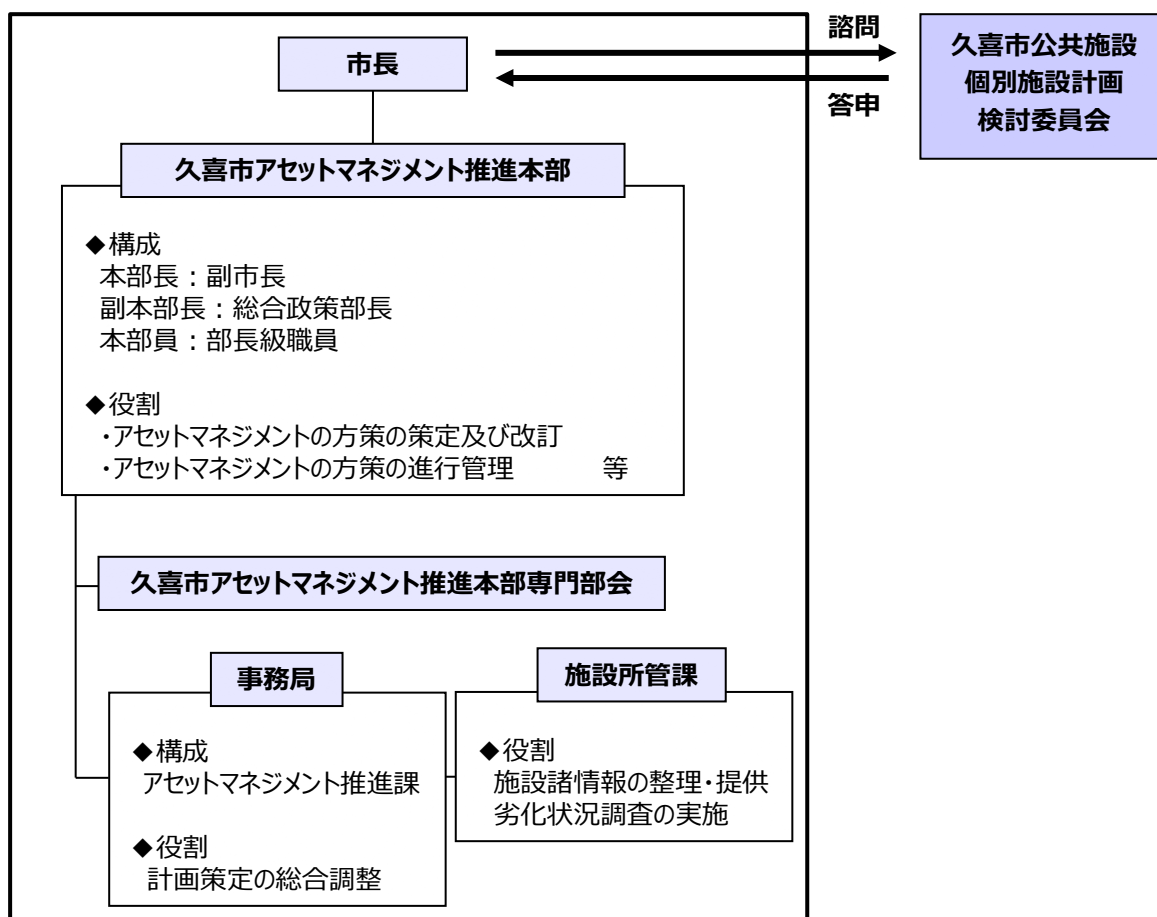 市長
諮問
答申
久喜市公共施設
個別施設計画
検討委員会
久喜市アセットマネジメント推進本部
◆構成
本部長：副市長
副本部長：総合政策部長
本部員：部長級職員
◆役割
・アセットマネジメントの方策の策定及び改訂
・アセットマネジメントの方策の進行管理　　　等
久喜市アセットマネジメント推進本部専門部会
事務局
◆構成
アセットマネジメント推進課
◆役割
計画策定の総合調整
施設所管課
◆役割
施設諸情報の整理・提供
劣化状況調査の実施